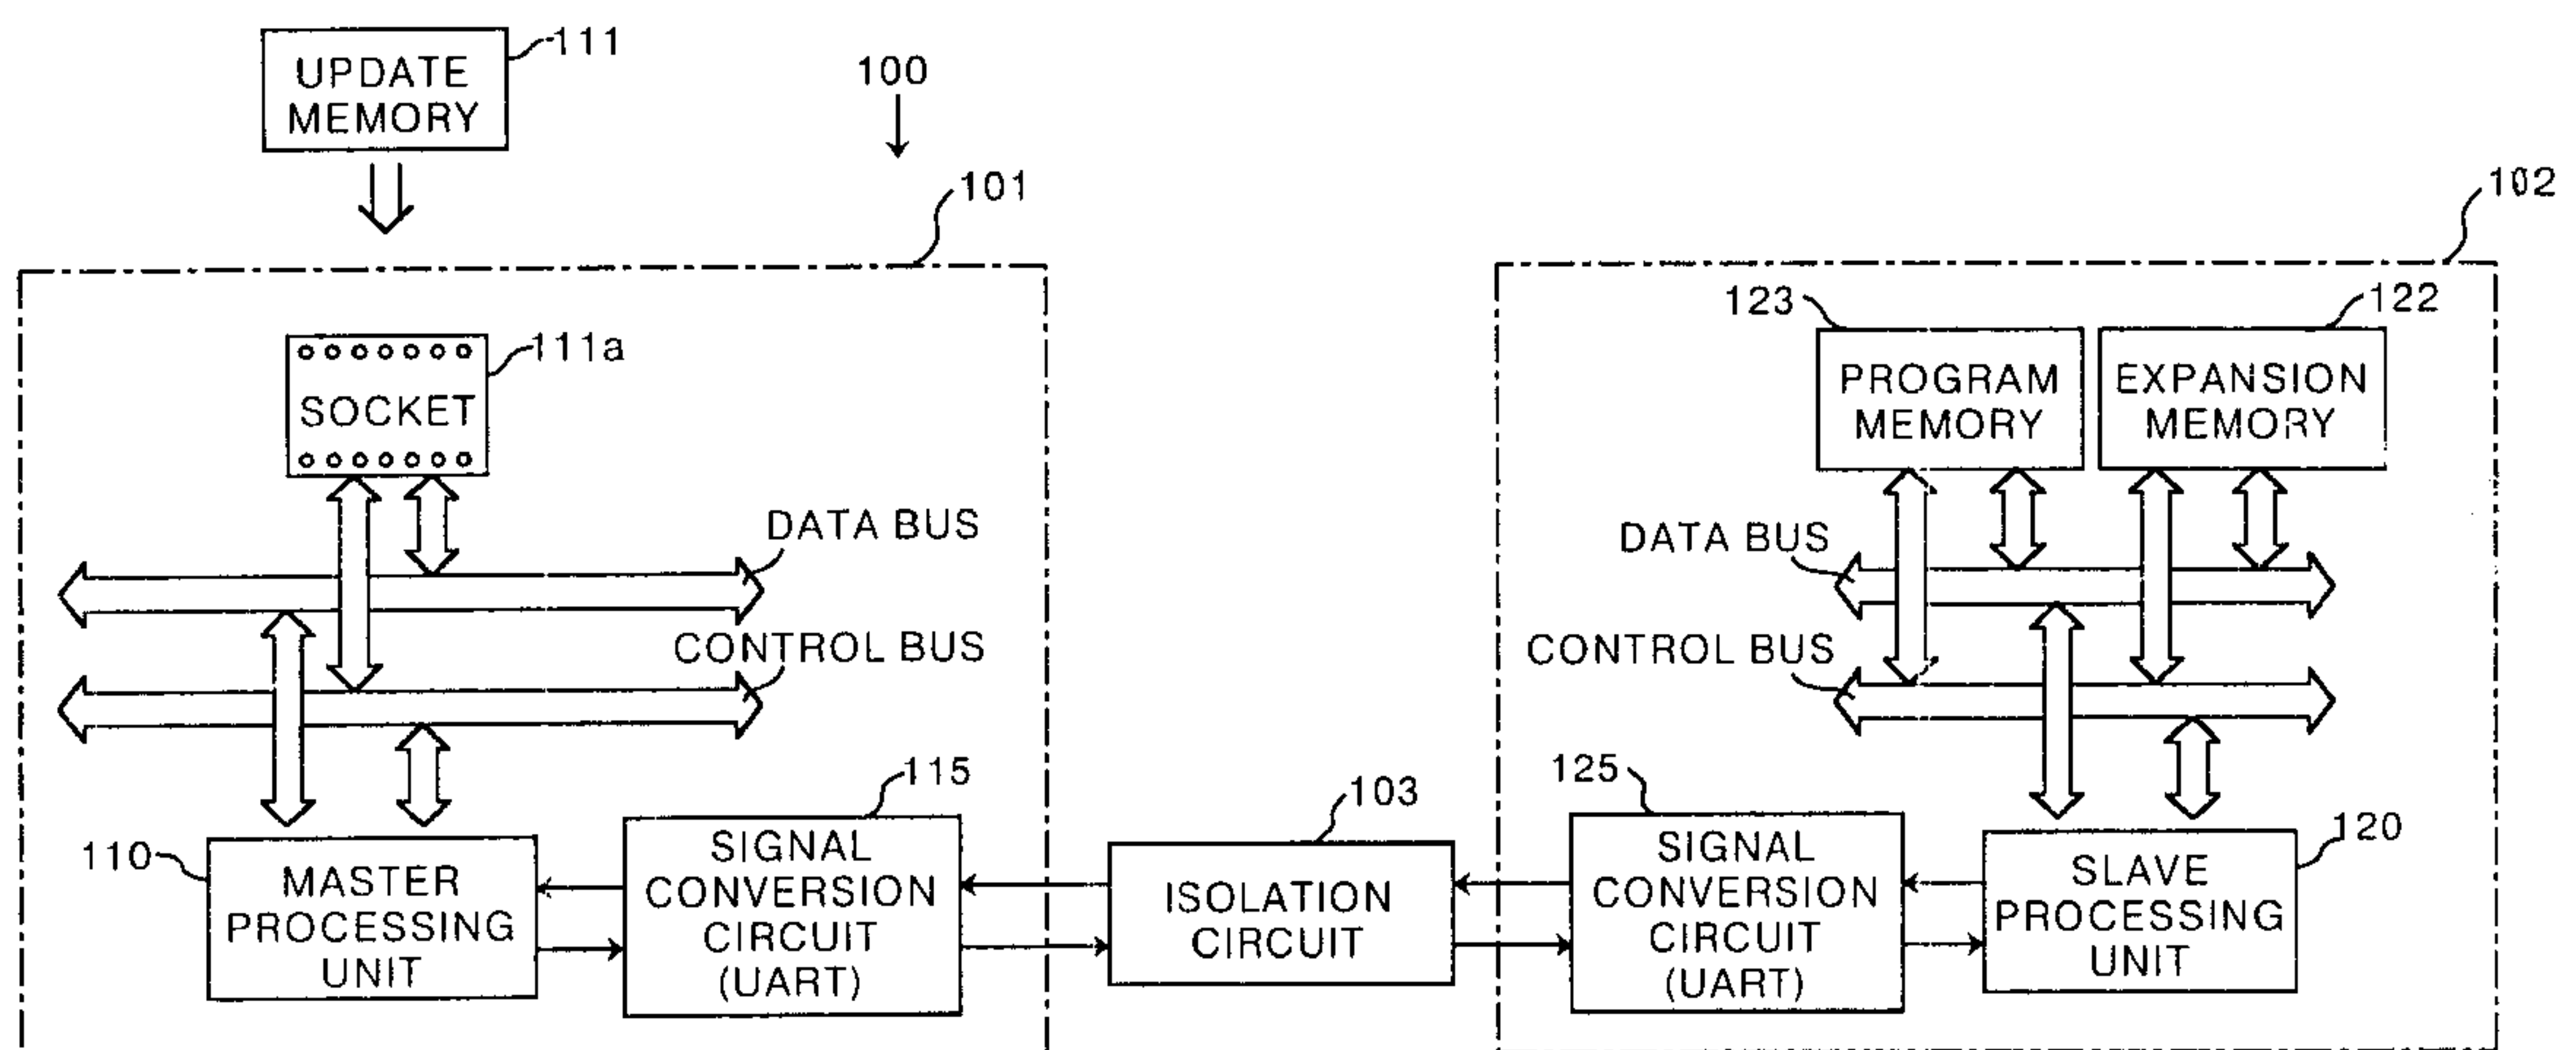 UPDATE
MEMORY
111
100
101
102
SOCKET
111a
DATA BUS
CONTROL BUS
110
MASTER
PROCESSING
UNIT
115
SIGNAL
CONVERSION
CIRCUIT
(UART)
103
ISOLATION
CIRCUIT
123
PROGRAM
MEMORY
122
EXPANSION
MEMORY
DATA BUS
CONTROL BUS
125
SIGNAL
CONVERSION
CIRCUIT
(UART)
120
SLAVE
PROCESSING
UNIT